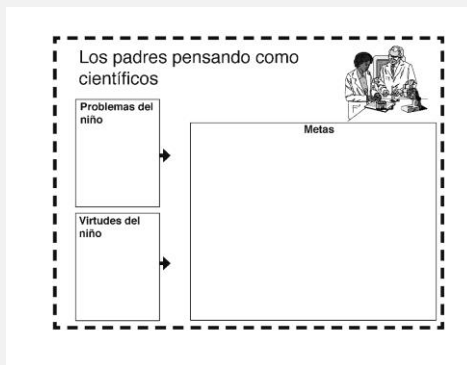 Los padres pensando como
científicos
Problemas del
niño
Metas
Virtudes del
niño